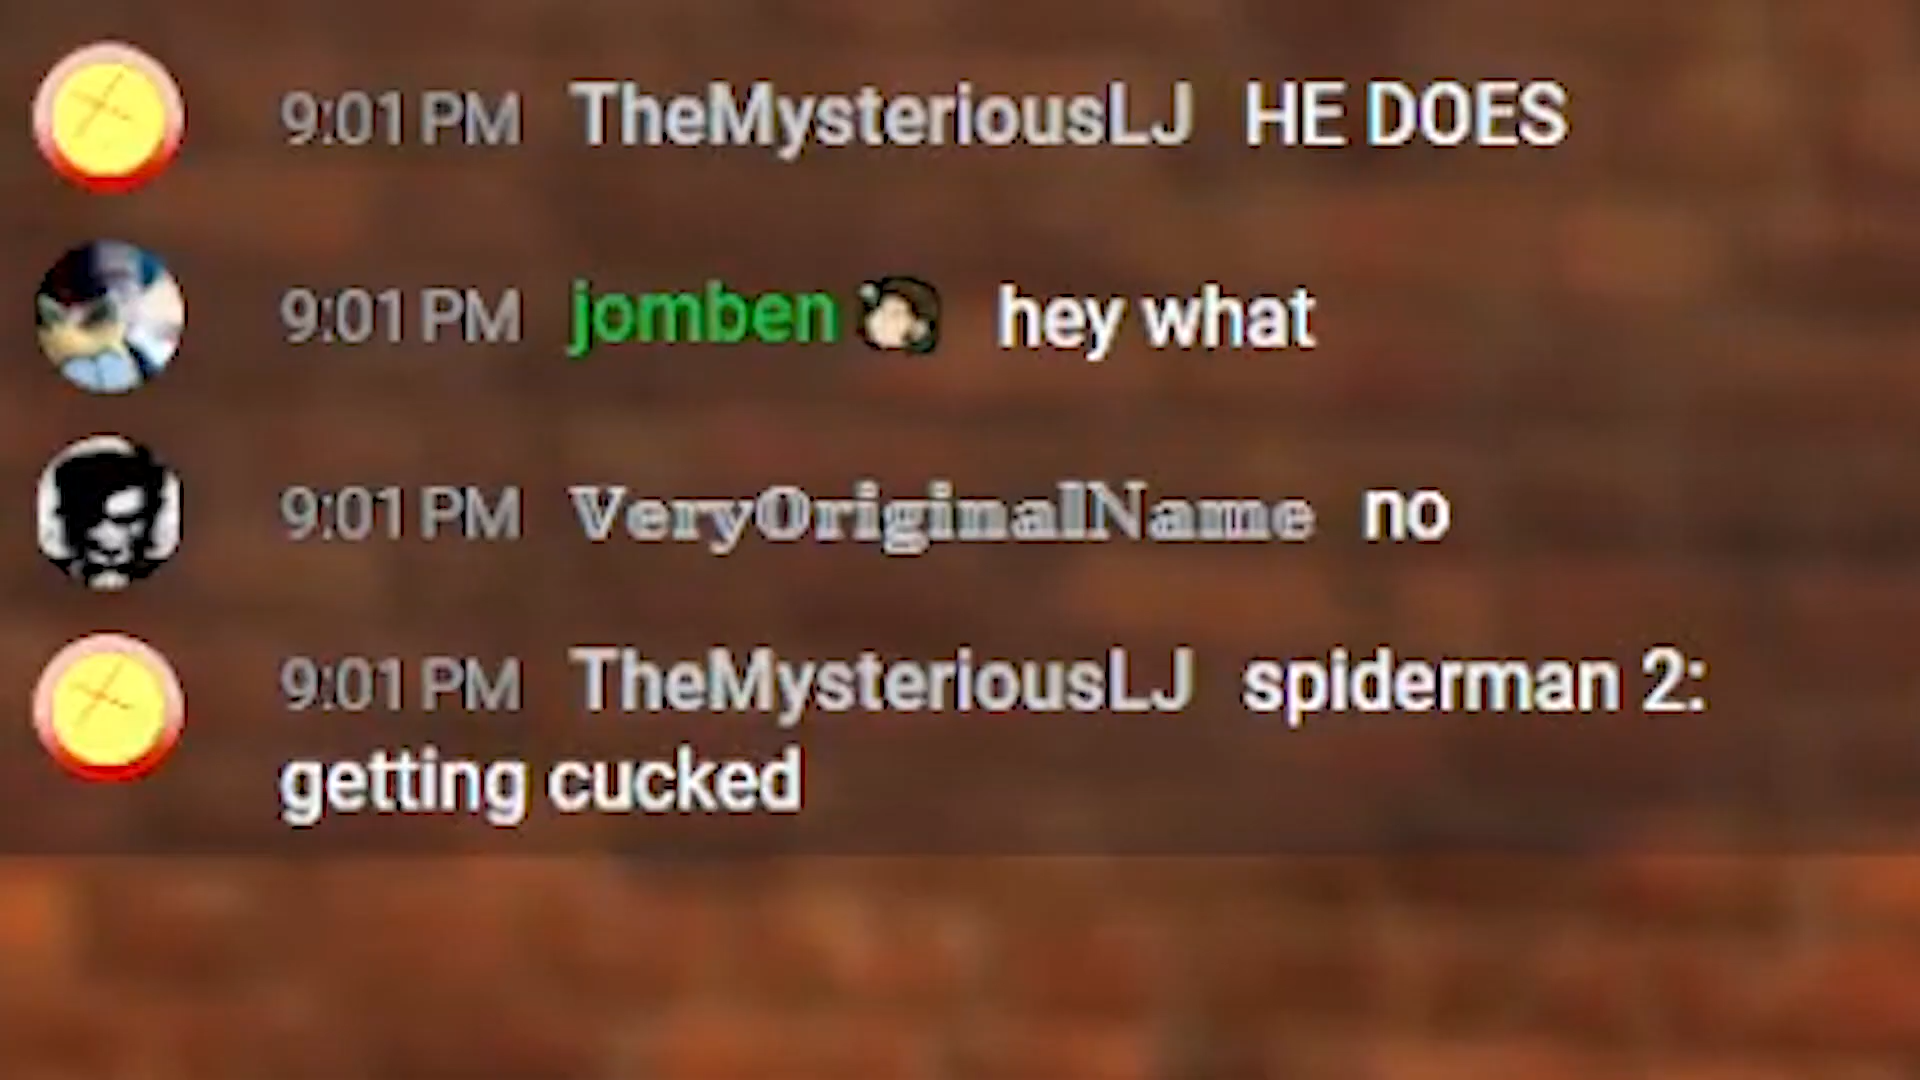 9:01 PM TheMysteriousLJ HE DOES
9:01 PM jomben hey what
9:01 PM 𝕍𝕖𝕣𝕪𝕆𝕣𝕚𝕘𝕚𝕟𝕒𝕝ℕ𝕒𝕞𝕖 no
9:01 PM TheMysteriousLJ spiderman 2:
getting cucked